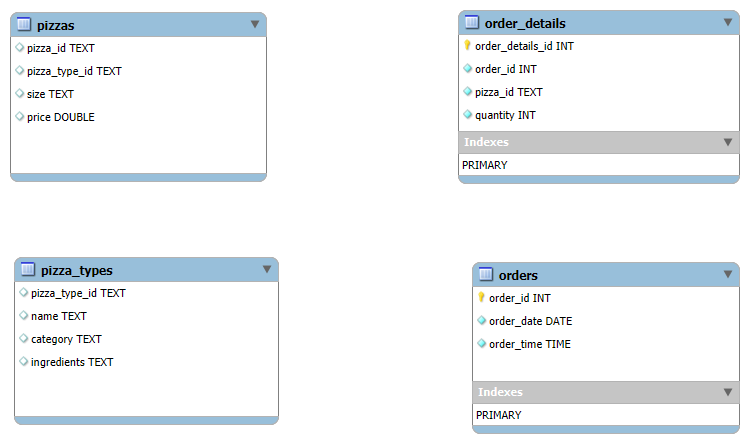 pizzas
pizza_id TEXT
pizza_type_id TEXT
size TEXT
price DOUBLE
order_details
order_details_id INT
order_id INT
pizza_id TEXT
quantity INT
Indexes
PRIMARY
pizza_types
pizza_type_id TEXT
name TEXT
category TEXT
ingredients TEXT
orders
order_id INT
order_date DATE
order_time TIME
Indexes
PRIMARY